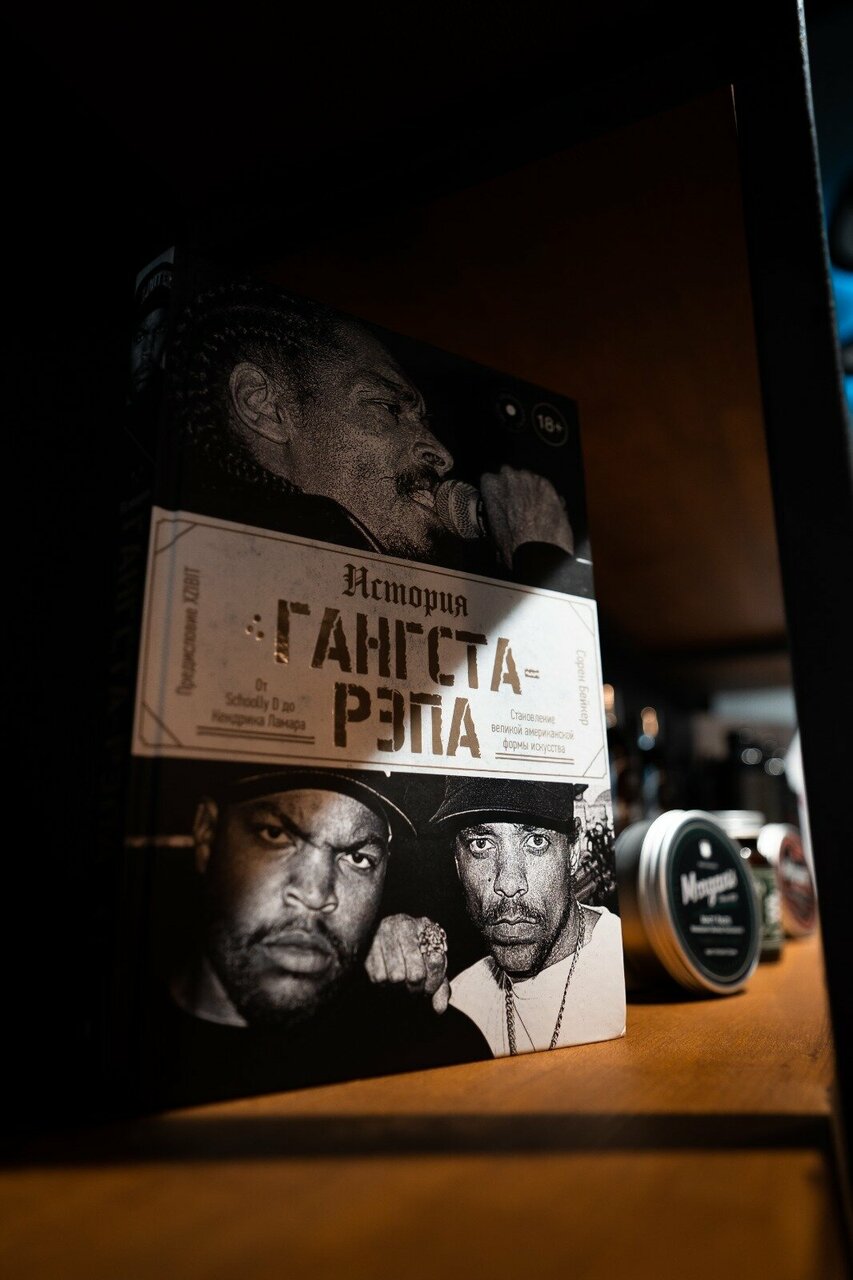 18+
История
ГАНГСТА-
РЭПА
Предисловие XZIBIT
От
Schoolly D до
Кендрика Ламара
Становление
великой американской
формы искусства
Сорен Бейкер
Morgan's